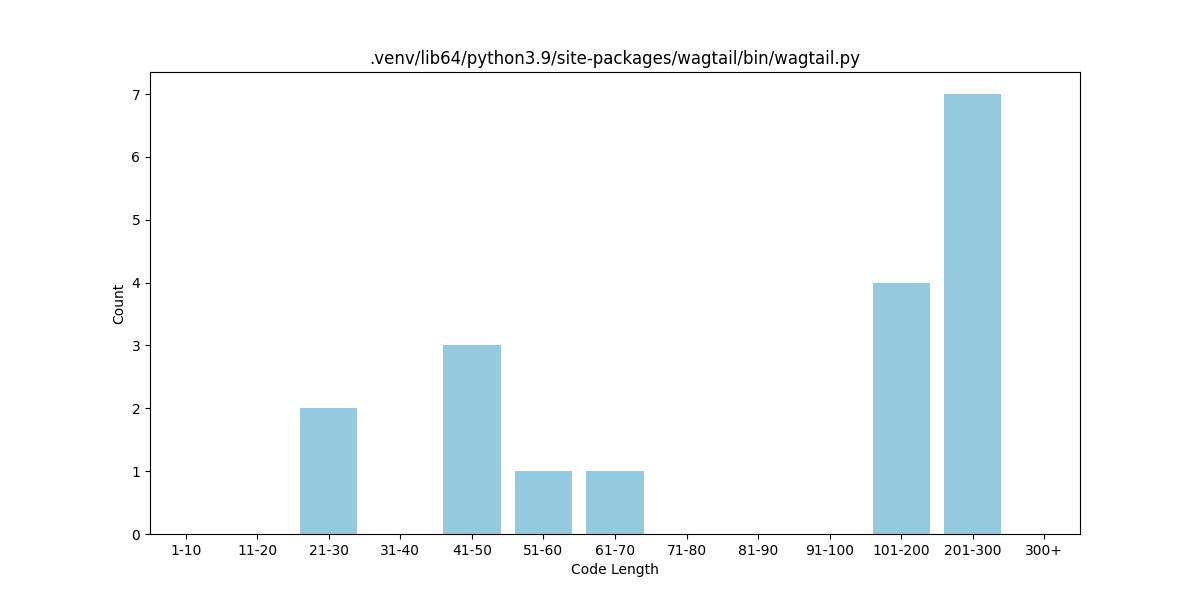 .venv/lib64/python3.9/site-packages/wagtail/bin/wagtail.py
7
6
5
4
3
2
1
0
Count
1-10 11-20 21-30 31-40 41-50 51-60 61-70 71-80 81-90 91-100 101-200 201-300 300+
Code Length